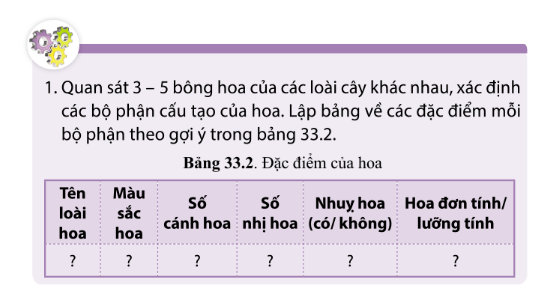 1. Quan sát 3 – 5 bông hoa của các loài cây khác nhau, xác định
các bộ phận cấu tạo của hoa. Lập bảng về các đặc điểm mỗi
bộ phận theo gợi ý trong bảng 33.2.
Bảng 33.2. Đặc điểm của hoa
Tên loài hoa | Màu sắc hoa | Số cánh hoa | Số nhị hoa | Nhuỵ hoa (có/ không) | Hoa đơn tính/ lưỡng tính
? | ? | ? | ? | ? | ?